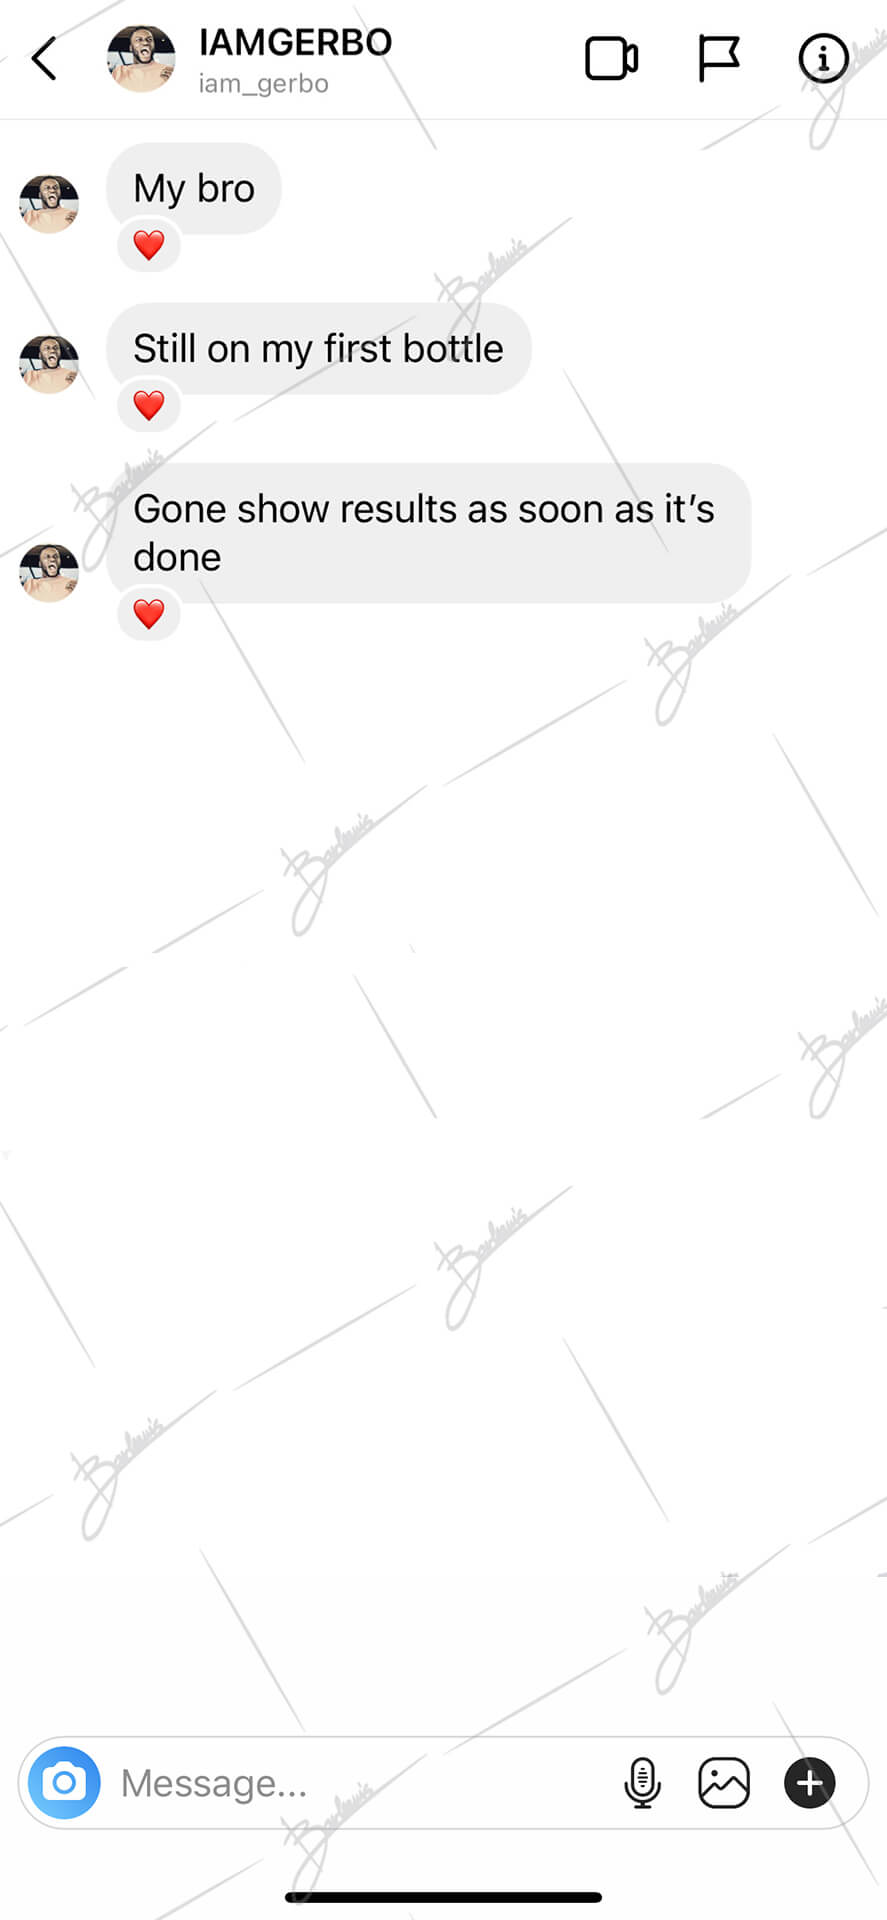 IAMGERBO
iam_gerbo
My bro
Still on my first bottle
Gone show results as soon as it’s
done
Message...